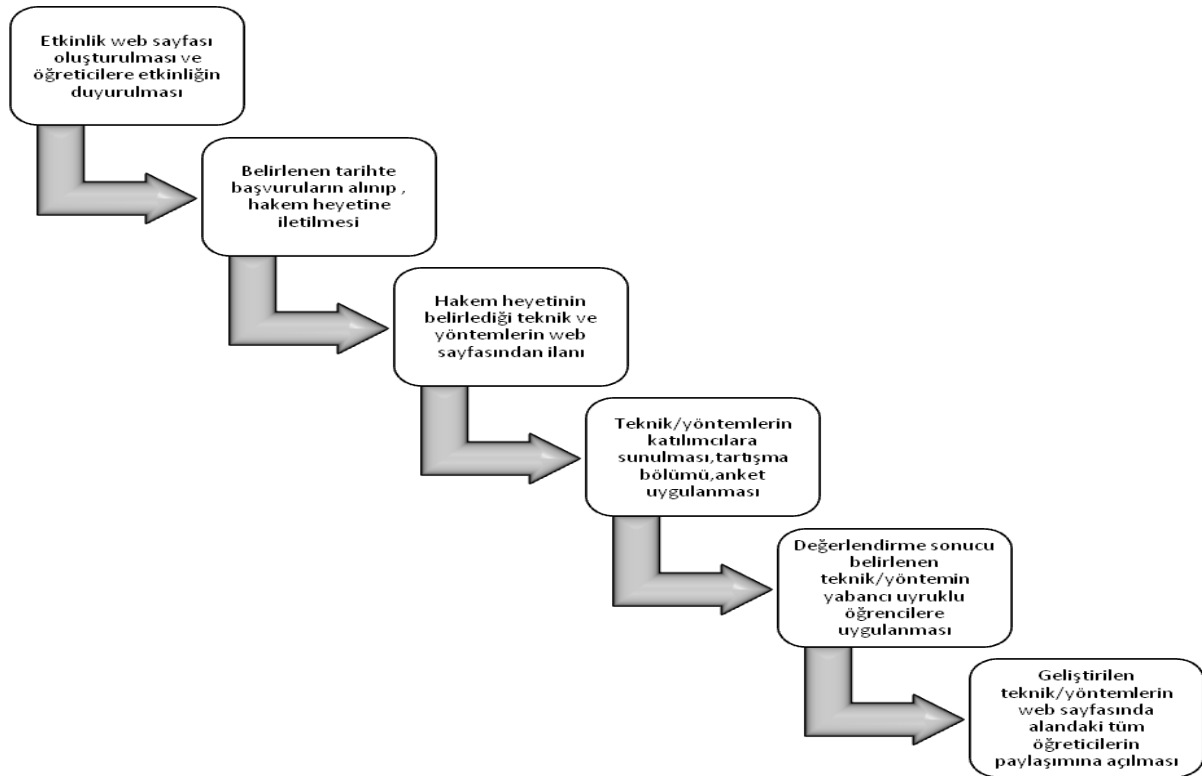 Etkinlik web sayfası
oluşturulması ve
öğreticilere etkinliğin
duyurulması
Belirlenen tarihte
başvuruların alınıp ,
hakem heyetine
iletilmesi
Hakem heyetinin
belirlediği teknik ve
yöntemlerin web
sayfasından ilanı
Teknik/yöntemlerin
katılımcılara
sunulması,tartışma
bölümü,anket
uygulanması
Değerlendirme sonucu
belirlenen
teknik/yöntemin
yabancı uyruklu
öğrencilere
uygulanması
Geliştirilen
teknik/yöntemlerin
web sayfasında
alandaki tüm
öğreticilerin
paylaşımına açılması